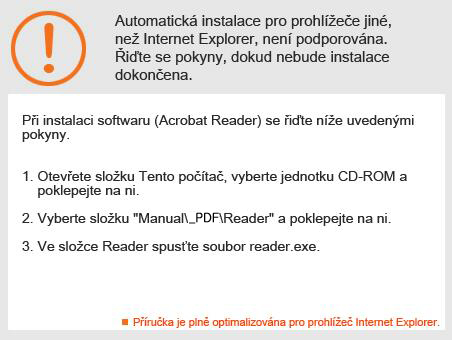 Automatická instalace pro prohlížeče jiné,
než Internet Explorer, není podporována.
Řiďte se pokyny, dokud nebude instalace
dokončena.
Při instalaci softwaru (Acrobat Reader) se řiďte níže uvedenými
pokyny.
1. Otevřete složku Tento počítač, vyberte jednotku CD-ROM a
poklepejte na ni.
2. Vyberte složku "Manual\_PDF\Reader" a poklepejte na ni.
3. Ve složce Reader spusťte soubor reader.exe.
Příručka je plně optimalizována pro prohlížeč Internet Explorer.